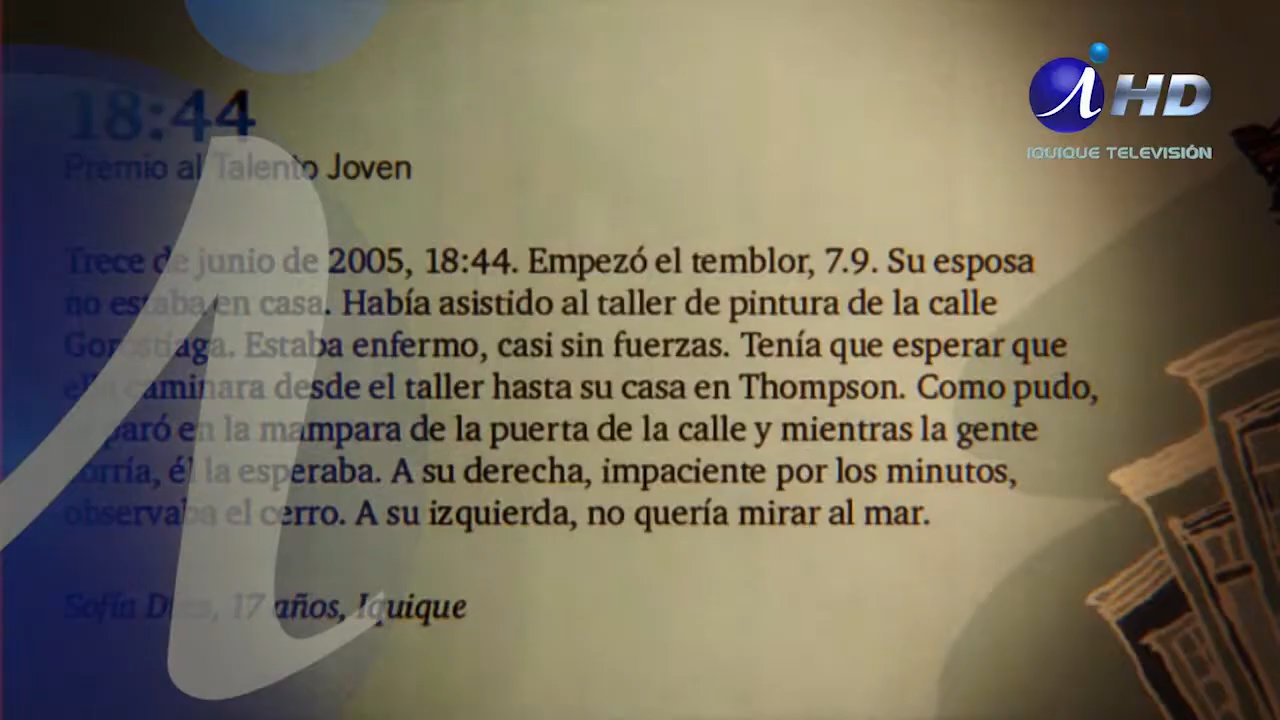 18:44
Premio al Talento Joven
Trece de junio de 2005, 18:44. Empezó el temblor, 7.9. Su esposa
no estaba en casa. Había asistido al taller de pintura de la calle
Gorostiaga. Estaba enfermo, casi sin fuerzas. Tenía que esperar que
ella caminara desde el taller hasta su casa en Thompson. Como pudo,
paró en la mampara de la puerta de la calle y mientras la gente
corría, él la esperaba. A su derecha, impaciente por los minutos,
observaba el cerro. A su izquierda, no quería mirar al mar.
Sofía 17 años, Iquique
HD
IQUIQUE TELEVISIÓN